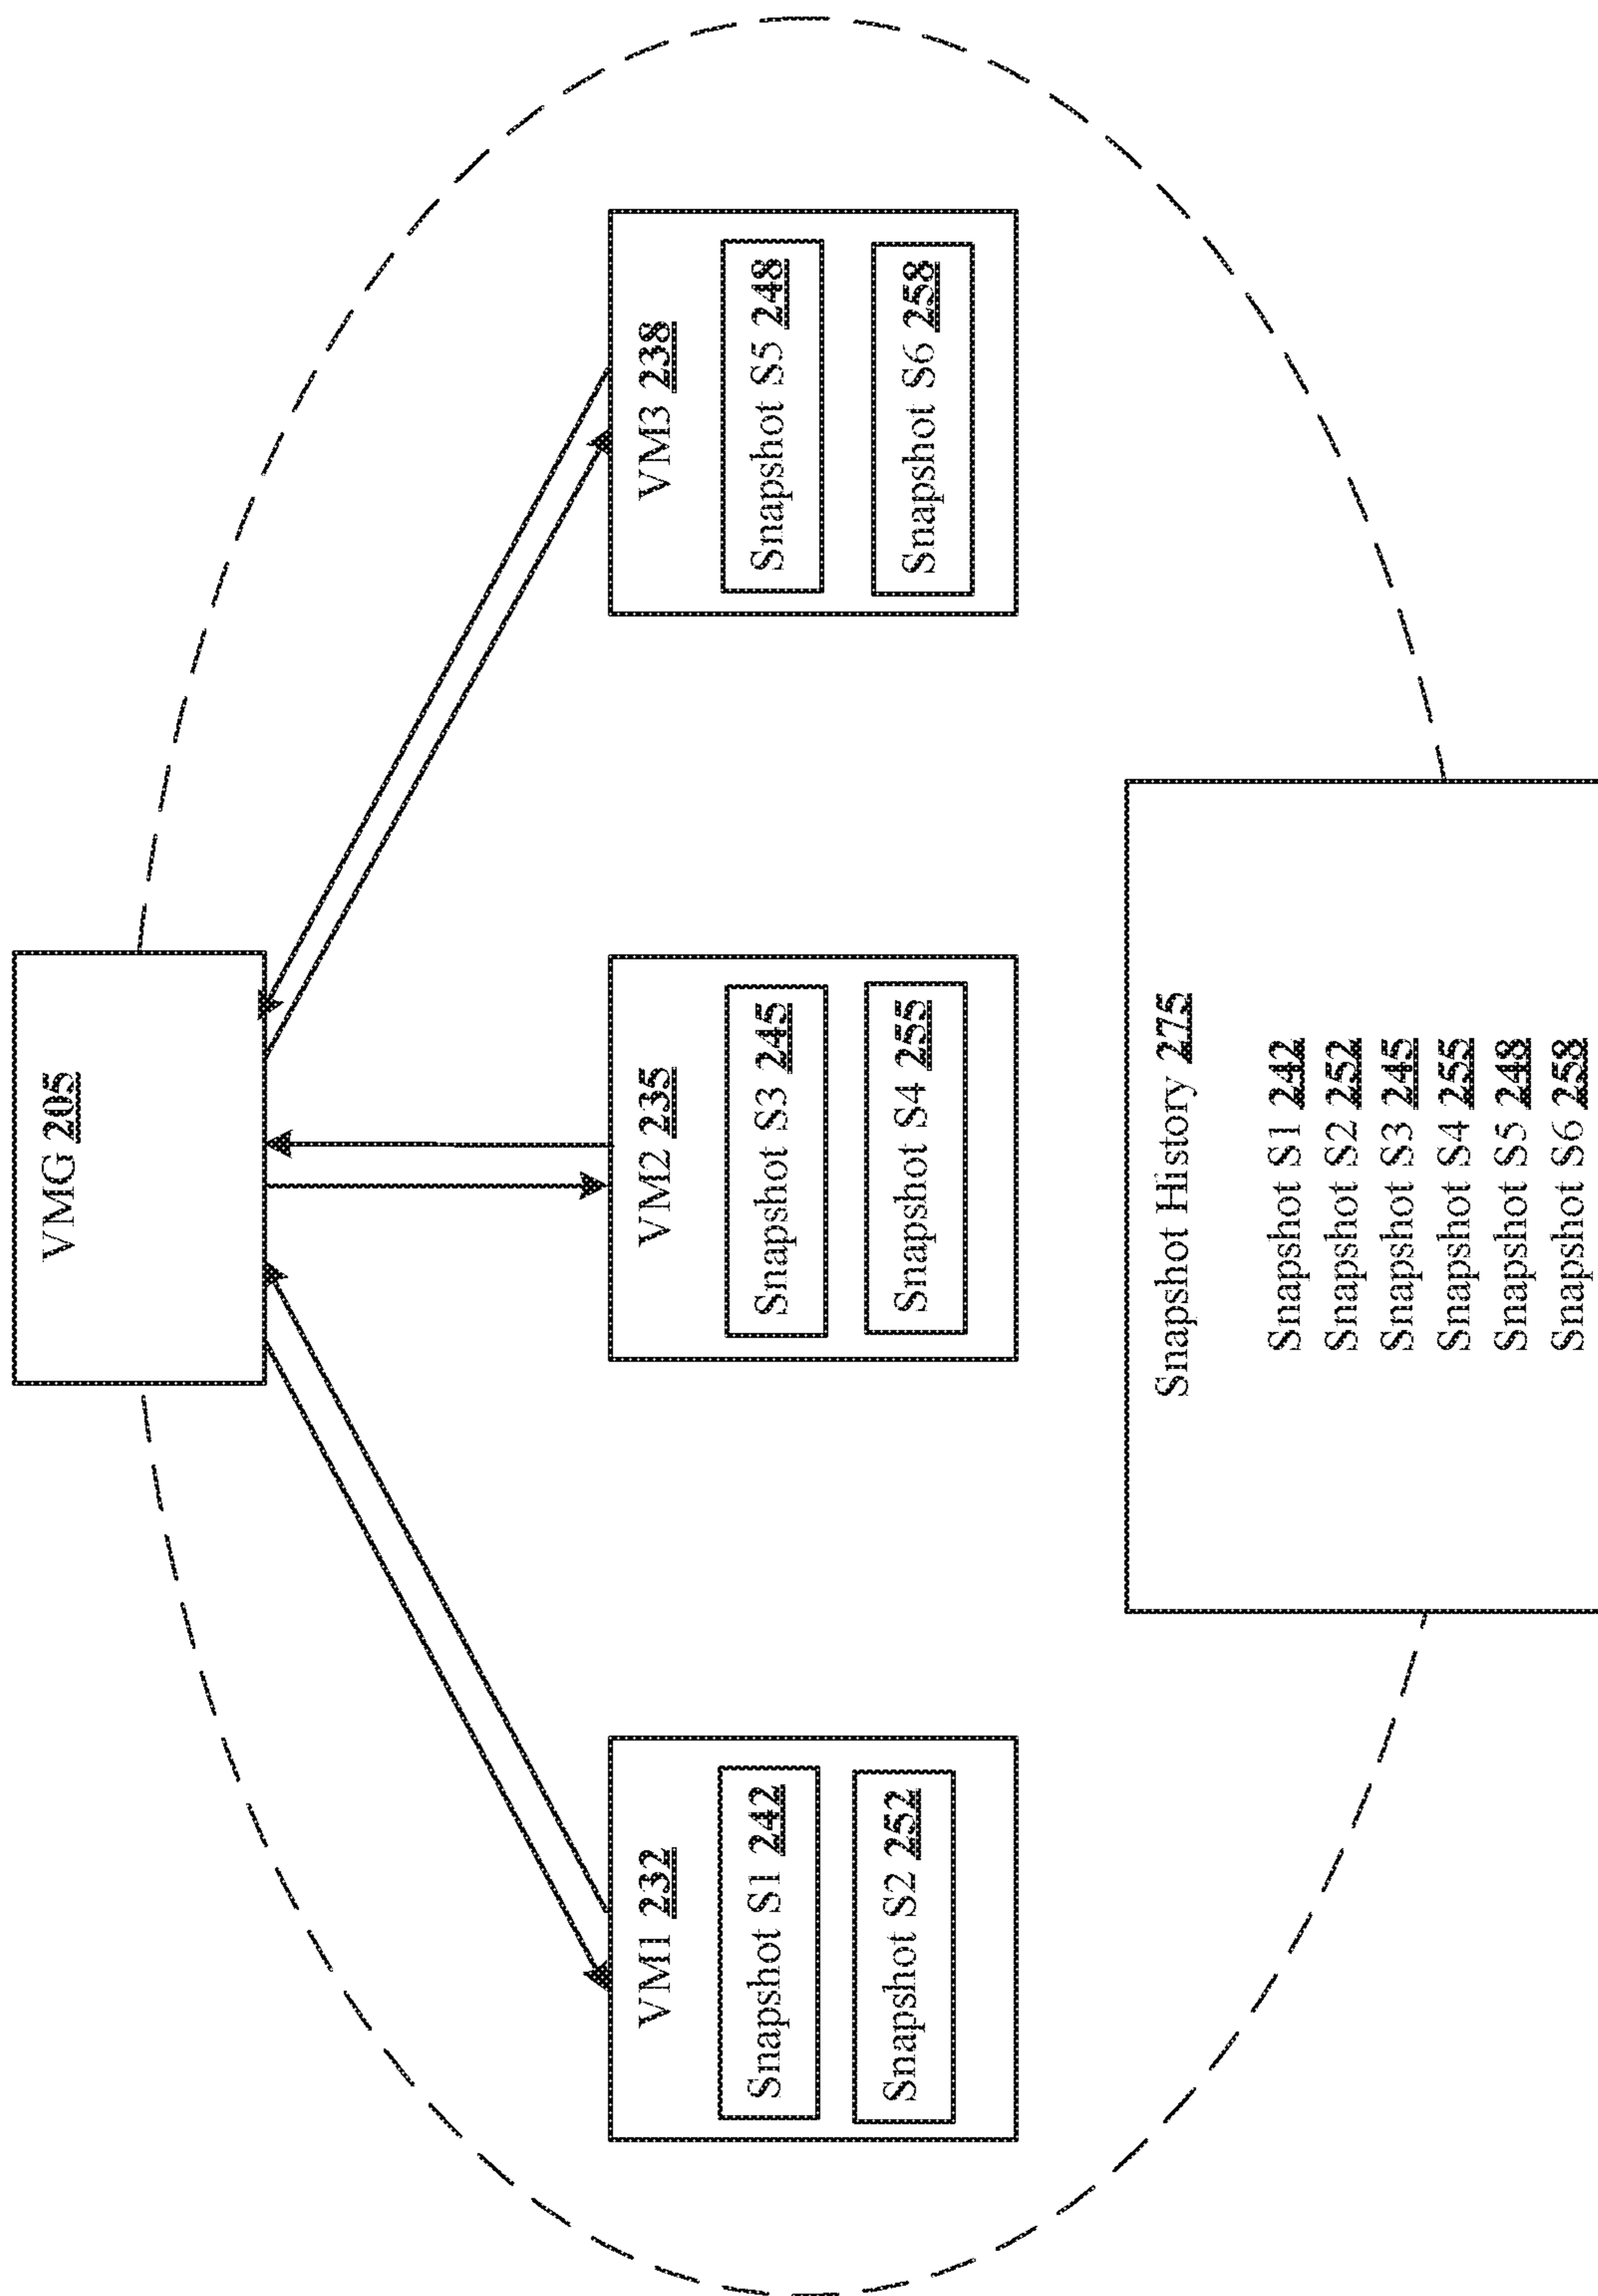 VMG 205
VM1 232
Snapshot S1 242
Snapshot S2 252
VM2 235
Snapshot S3 245
Snapshot S4 255
VM3 238
Snapshot S5 248
Snapshot S6 258
Snapshot History 275
Snapshot S1 242
Snapshot S2 252
Snapshot S3 245
Snapshot S4 255
Snapshot S5 248
Snapshot S6 258